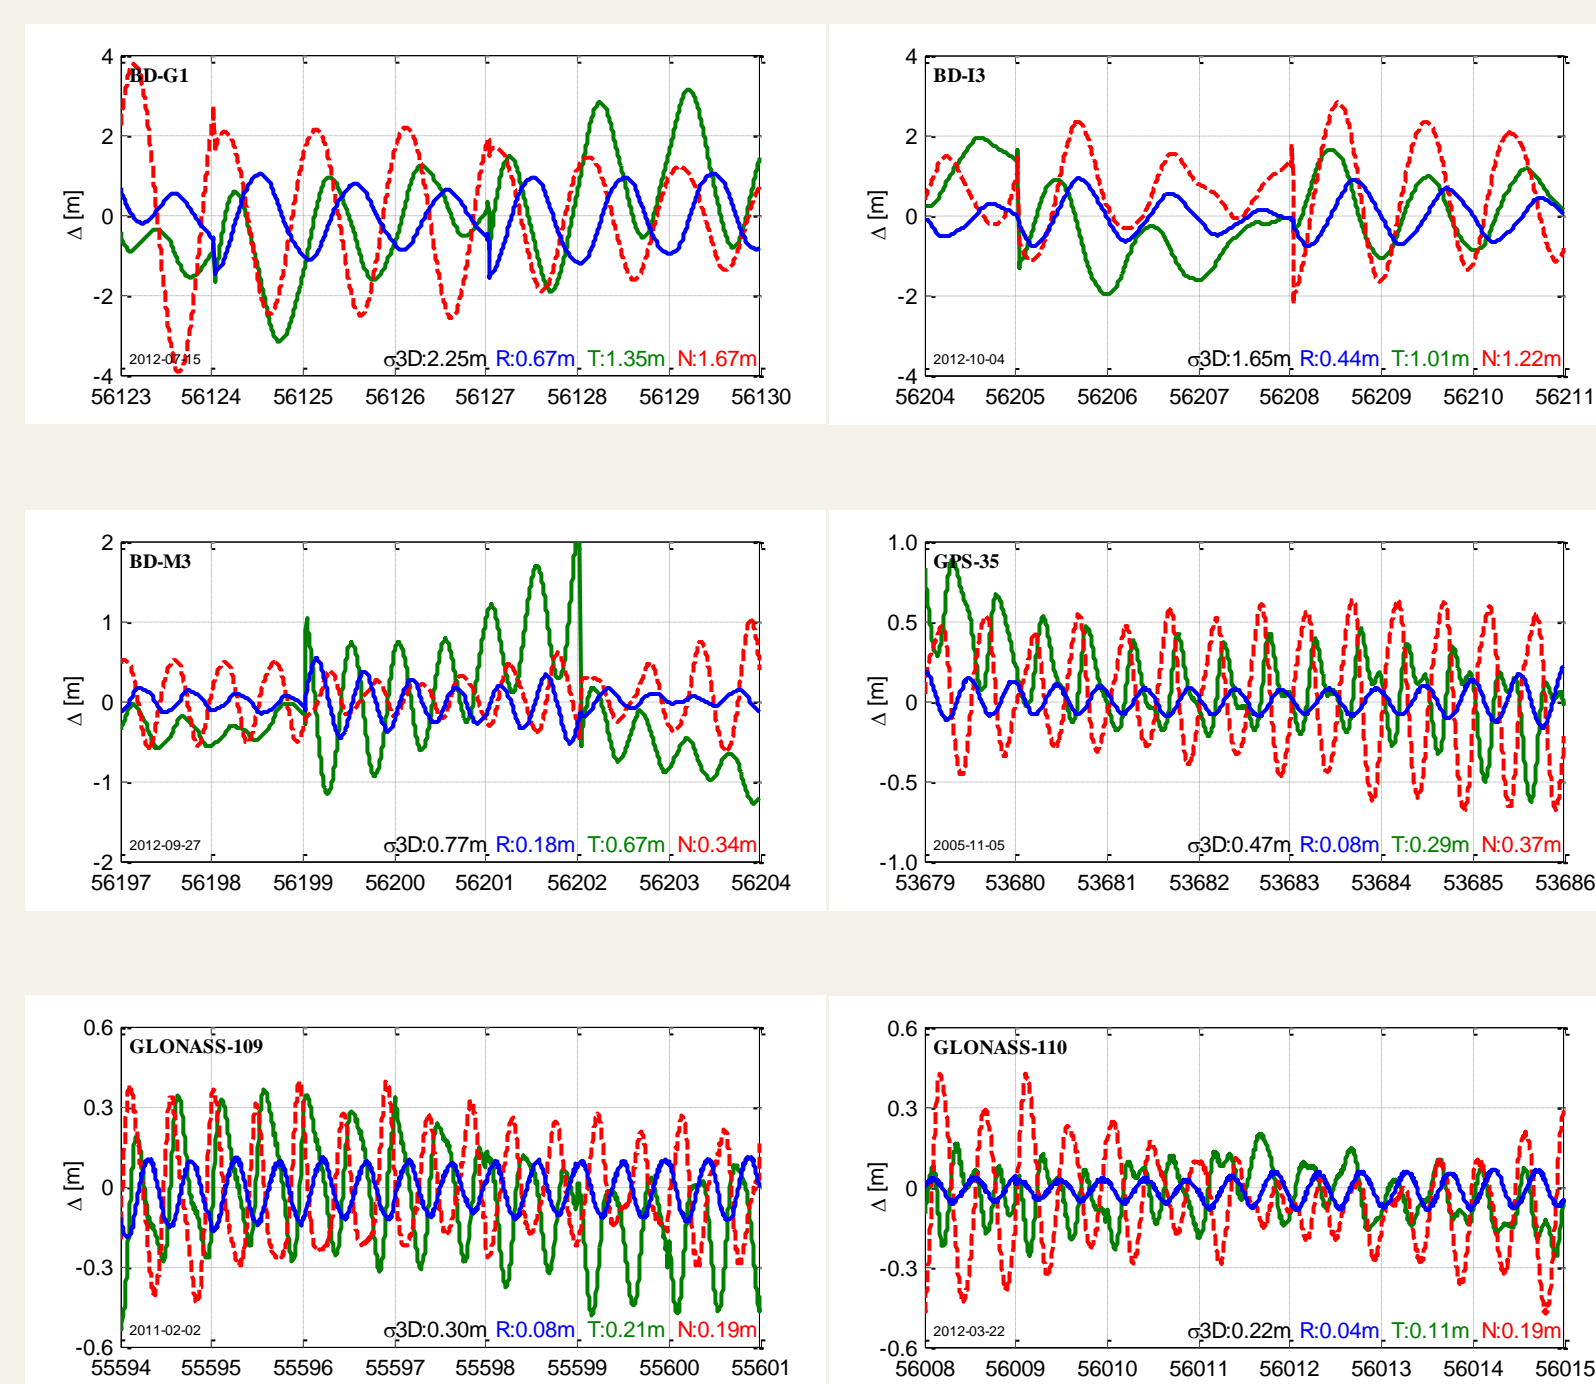 BD-G1
4
2
0
-2
-4
Δ [m]
2012-07-15
σ3D:2.25m R:0.67m T:1.35m N:1.67m
56123 56124 56125 56126 56127 56128 56129 56130
BD-I3
4
2
0
-2
-4
Δ [m]
2012-10-04
σ3D:1.65m R:0.44m T:1.01m N:1.22m
56204 56205 56206 56207 56208 56209 56210 56211
BD-M3
2
1
0
-1
-2
Δ [m]
2012-09-27
σ3D:0.77m R:0.18m T:0.67m N:0.34m
56197 56198 56199 56200 56201 56202 56203 56204
GPS-35
1.0
0.5
0
-0.5
-1.0
Δ [m]
2005-11-05
σ3D:0.47m R:0.08m T:0.29m N:0.37m
53679 53680 53681 53682 53683 53684 53685 53686
GLONASS-109
0.6
0.3
0
-0.3
-0.6
Δ [m]
2011-02-02
σ3D:0.30m R:0.08m T:0.21m N:0.19m
55594 55595 55596 55597 55598 55599 55600 55601
GLONASS-110
0.6
0.3
0
-0.3
-0.6
Δ [m]
2012-03-22
σ3D:0.22m R:0.04m T:0.11m N:0.19m
56008 56009 56010 56011 56012 56013 56014 56015